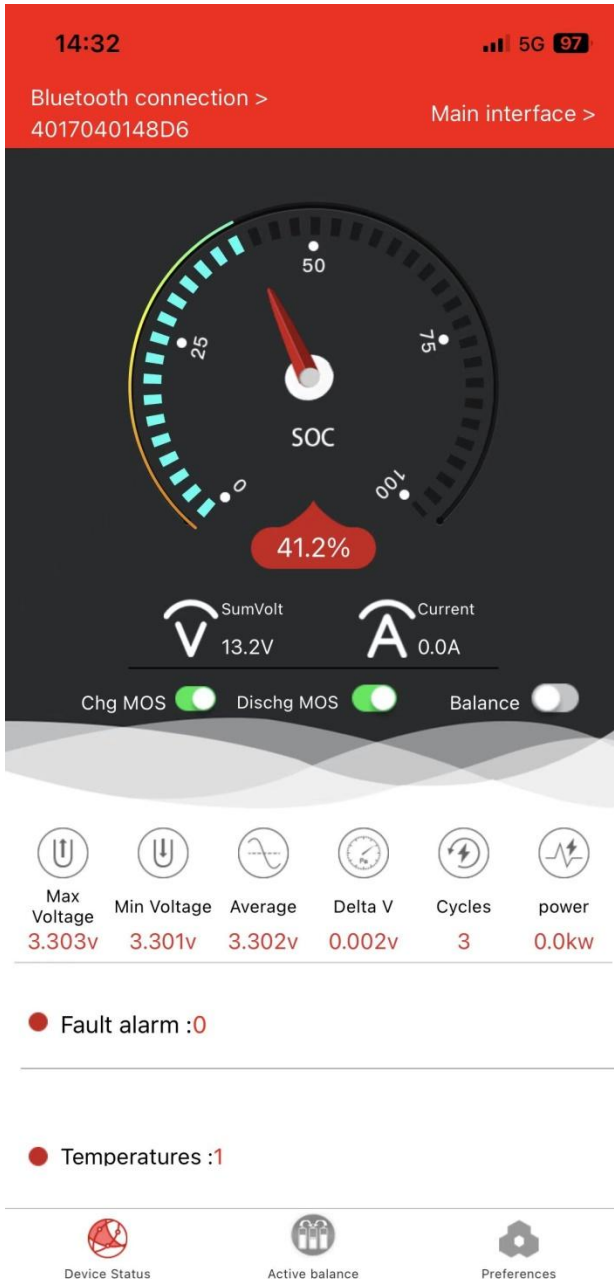 14:32
5G 97
Bluetooth connection >
4017040148D6
Main interface >
50
25
75
0
100
SOC
41.2%
SumVolt
V 13.2V
Current
A 0.0A
Chg MOS
Dischg MOS
Balance
Max Voltage
Min Voltage
Average
Delta V
Cycles
power
3.303v
3.301v
3.302v
0.002v
3
0.0kw
Fault alarm :0
Temperatures :1
Device Status
Active balance
Preferences